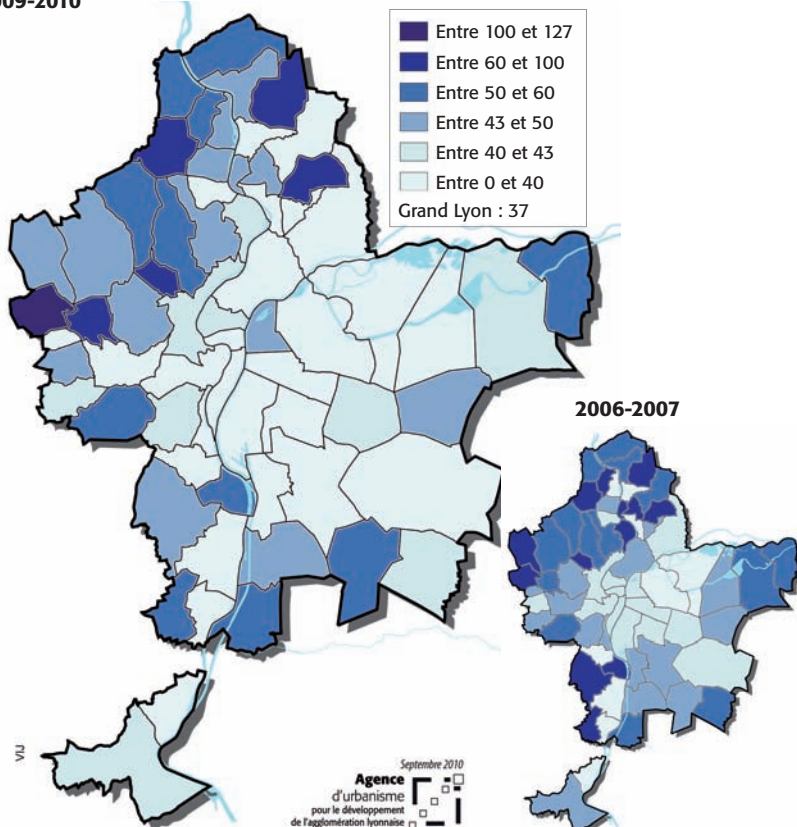 Entre 100 et 127
Entre 60 et 100
Entre 50 et 60
Entre 43 et 50
Entre 40 et 43
Entre 0 et 40
Grand Lyon : 37
2006-2007
Septembre 2010
Agence
d'urbanisme
pour le développement
de l'agglomération lyonnaise